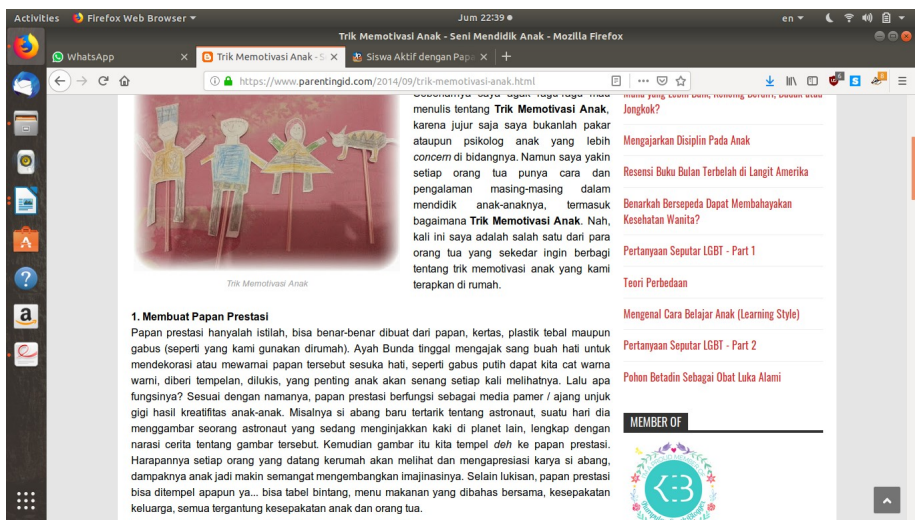 Activities
Firefox Web Browser
Jum 22:39
en
Trik Memotivasi Anak - Seni Mendidik Anak - Mozilla Firefox
WhatsApp
Trik Memotivasi Anak - S
Siswa Aktif dengan Papa
https://www.parentingid.com/2014/09/trik-memotivasi-anak.html
menulis tentang Trik Memotivasi Anak,
karena jujur saja saya bukanlah pakar
ataupun psikolog anak yang lebih
concern di bidangnya. Namun saya yakin
setiap orang tua punya cara dan
pengalaman masing-masing dalam
mendidik anak-anaknya, termasuk
bagaimana Trik Memotivasi Anak. Nah,
kali ini saya adalah salah satu dari para
orang tua yang sekedar ingin berbagi
tentang trik memotivasi anak yang kami
terapkan di rumah.
Trik Memotivasi Anak
1. Membuat Papan Prestasi
Papan prestasi hanyalah istilah, bisa benar-benar dibuat dari papan, kertas, plastik tebal maupun
gabus (seperti yang kami gunakan dirumah). Ayah Bunda tinggal mengajak sang buah hati untuk
mendekorasi atau mewarnai papan tersebut sesuka hati, seperti gabus putih dapat kita cat warna
warni, diberi tempelan, dilukis, yang penting anak akan senang setiap kali melihatnya. Lalu apa
fungsinya? Sesuai dengan namanya, papan prestasi berfungsi sebagai media pamer / ajang unjuk
gigi hasil kreatifitas anak-anak. Misalnya si abang baru tertarik tentang astronaut, suatu hari dia
menggambar seorang astronaut yang sedang menginjakkan kaki di planet lain, lengkap dengan
narasi cerita tentang gambar tersebut. Kemudian gambar itu kita tempel deh ke papan prestasi.
Harapannya setiap orang yang datang kerumah akan melihat dan mengapresiasi karya si abang,
dampaknya anak jadi makin semangat mengembangkan imajinasinya. Selain lukisan, papan prestasi
bisa ditempel apapun ya... bisa tabel bintang, menu makanan yang dibahas bersama, kesepakatan
keluarga, semua tergantung kesepakatan anak dan orang tua.
Jongkok?
Mengajarkan Disiplin Pada Anak
Resensi Buku Bulan Terbelah di Langit Amerika
Benarkah Bersepeda Dapat Membahayakan
Kesehatan Wanita?
Pertanyaan Seputar LGBT - Part 1
Teori Perbedaan
Mengenal Cara Belajar Anak (Learning Style)
Pertanyaan Seputar LGBT - Part 2
Pohon Betadin Sebagai Obat Luka Alami
MEMBER OF